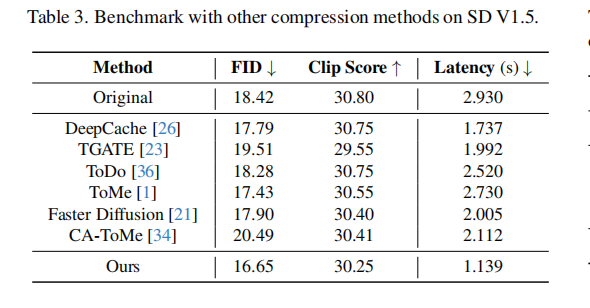 Table 3. Benchmark with other compression methods on SD V1.5.
Method FID ↓ Clip Score ↑ Latency (s) ↓
Original 18.42 30.80 2.930
DeepCache [26] 17.79 30.75 1.737
TGATE [23] 19.51 29.55 1.992
ToDo [36] 18.28 30.75 2.520
ToMe [1] 17.43 30.55 2.730
Faster Diffusion [21] 17.90 30.40 2.005
CA-ToMe [34] 20.49 30.41 2.112
Ours 16.65 30.25 1.139